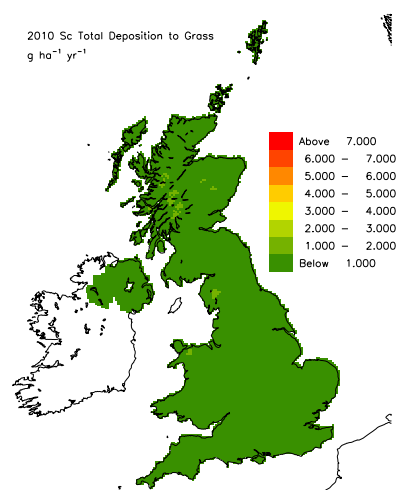 2010 Sc Total Deposition to Grass
g ha⁻¹ yr⁻¹
Above 7.000
6.000 – 7.000
5.000 – 6.000
4.000 – 5.000
3.000 – 4.000
2.000 – 3.000
1.000 – 2.000
Below 1.000